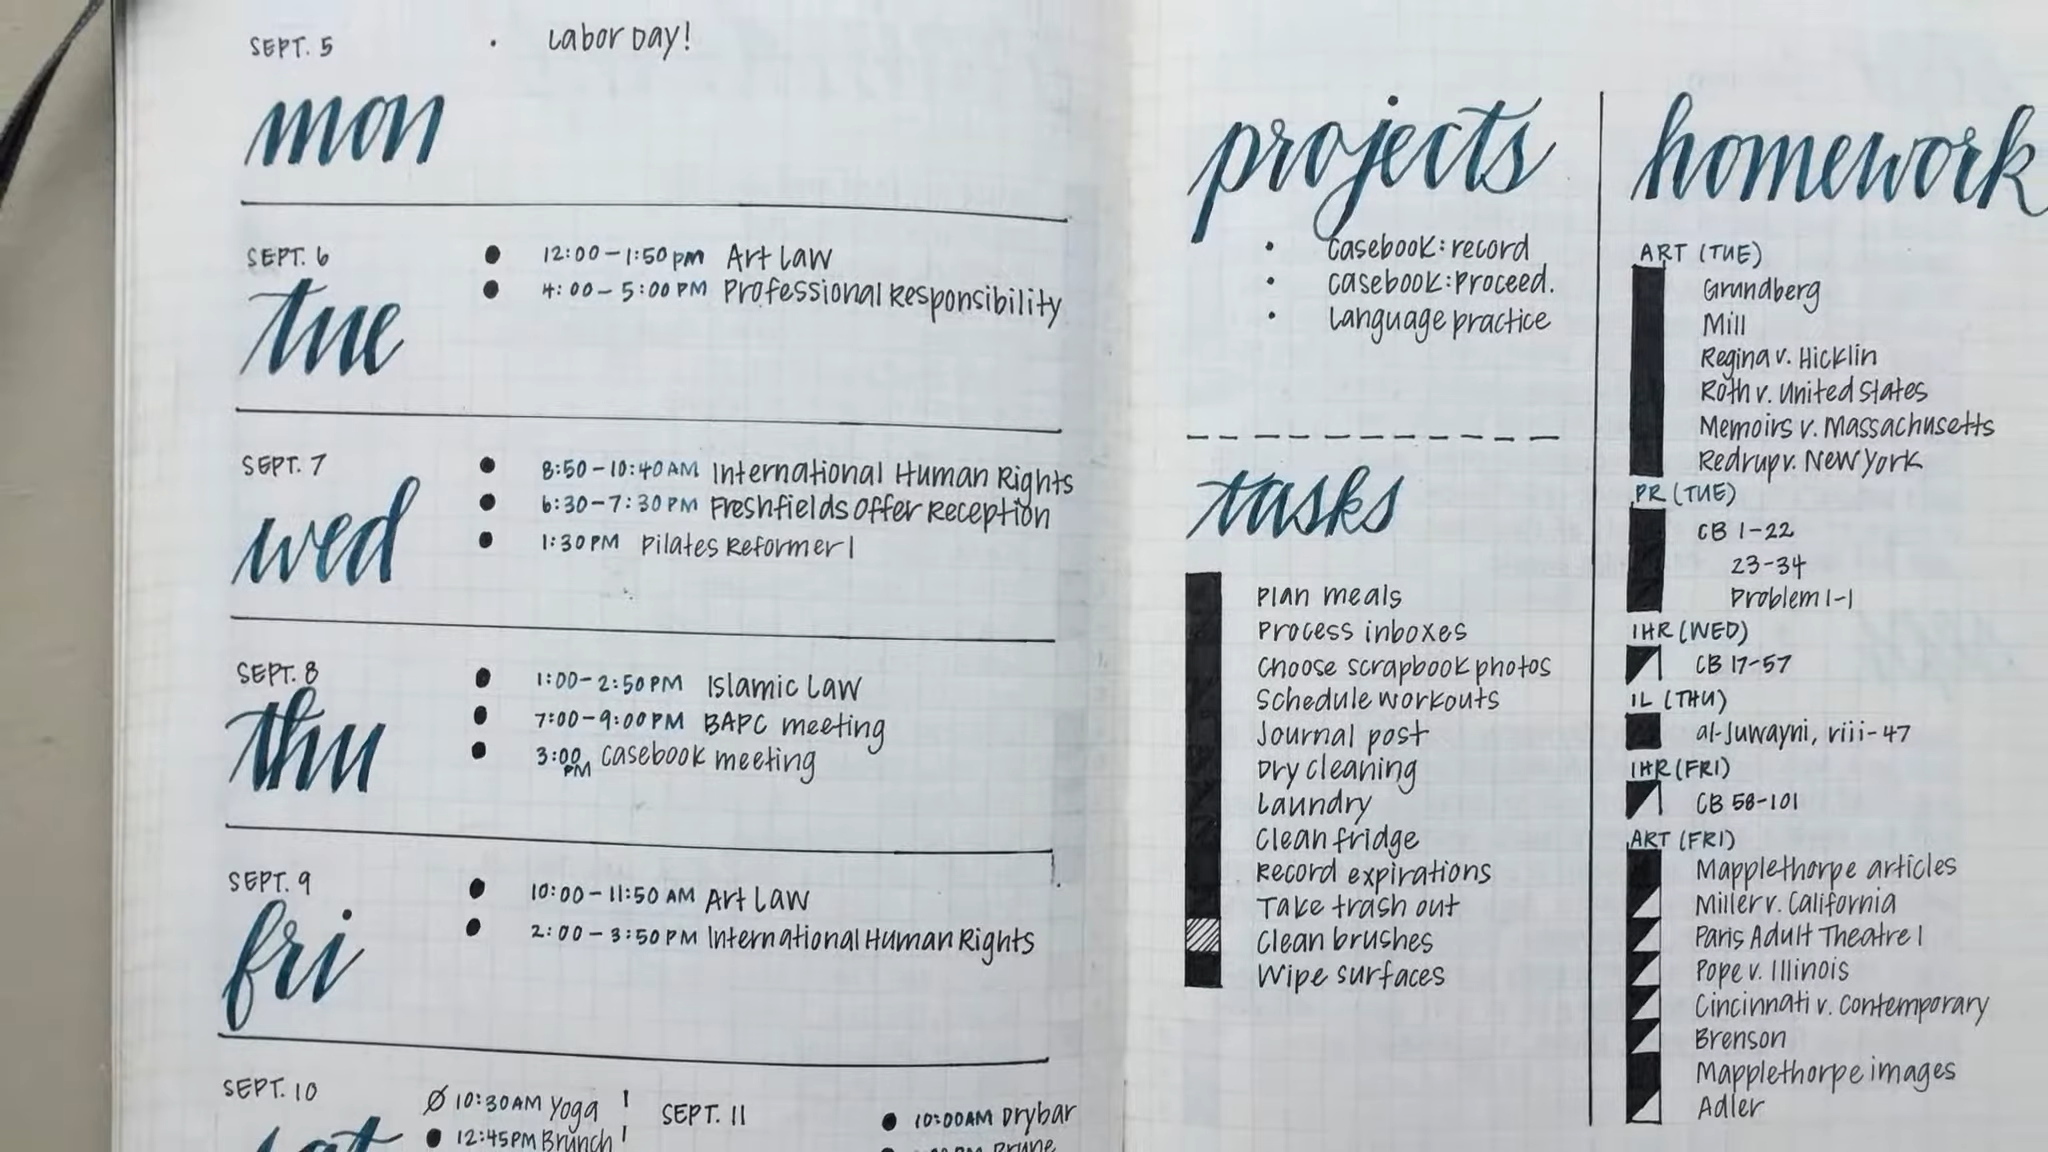 SEPT. 5
Labor Day!
mon
SEPT. 6
tue
12:00-1:50 PM Art Law
4:00-5:00 PM Professional Responsibility
SEPT. 7
wed
8:50-10:40 AM International Human Rights
6:30-7:30 PM Freshfields Offer Reception
1:30 PM Pilates Reformer 1
SEPT. 8
thu
1:00-2:50 PM Islamic Law
7:00-9:00 PM BAPC meeting
3:00 PM Casebook meeting
SEPT. 9
fri
10:00-11:50 AM Art Law
2:00-3:50 PM International Human Rights
SEPT. 10
sat
10:30 AM Yoga
12:45 PM Brunch
SEPT. 11
10:00 AM Drybar
projects
casebook: record
casebook: Proceed.
language practice
tasks
Plan meals
Process inboxes
Choose scrapbook photos
Schedule workouts
Journal post
Dry cleaning
Laundry
Clean fridge
Record expirations
Take trash out
Clean brushes
Wipe surfaces
homework
ART (TUE)
Grundberg
Mill
Regina v. Hicklin
Roth v. United States
Memoirs v. Massachusetts
Redrup v. New York
PR (TUE)
CB 1-22
23-34
Problem 1-1
IHR (WED)
CB 17-57
IL (THU)
al-Juwayni, riii-47
IHR (FRI)
CB 58-101
ART (FRI)
Mapplethorpe articles
Miller v. California
Paris Adult Theatre I
Pope v. Illinois
Cincinnati v. Contemporary
Brenson
Mapplethorpe images
Adler